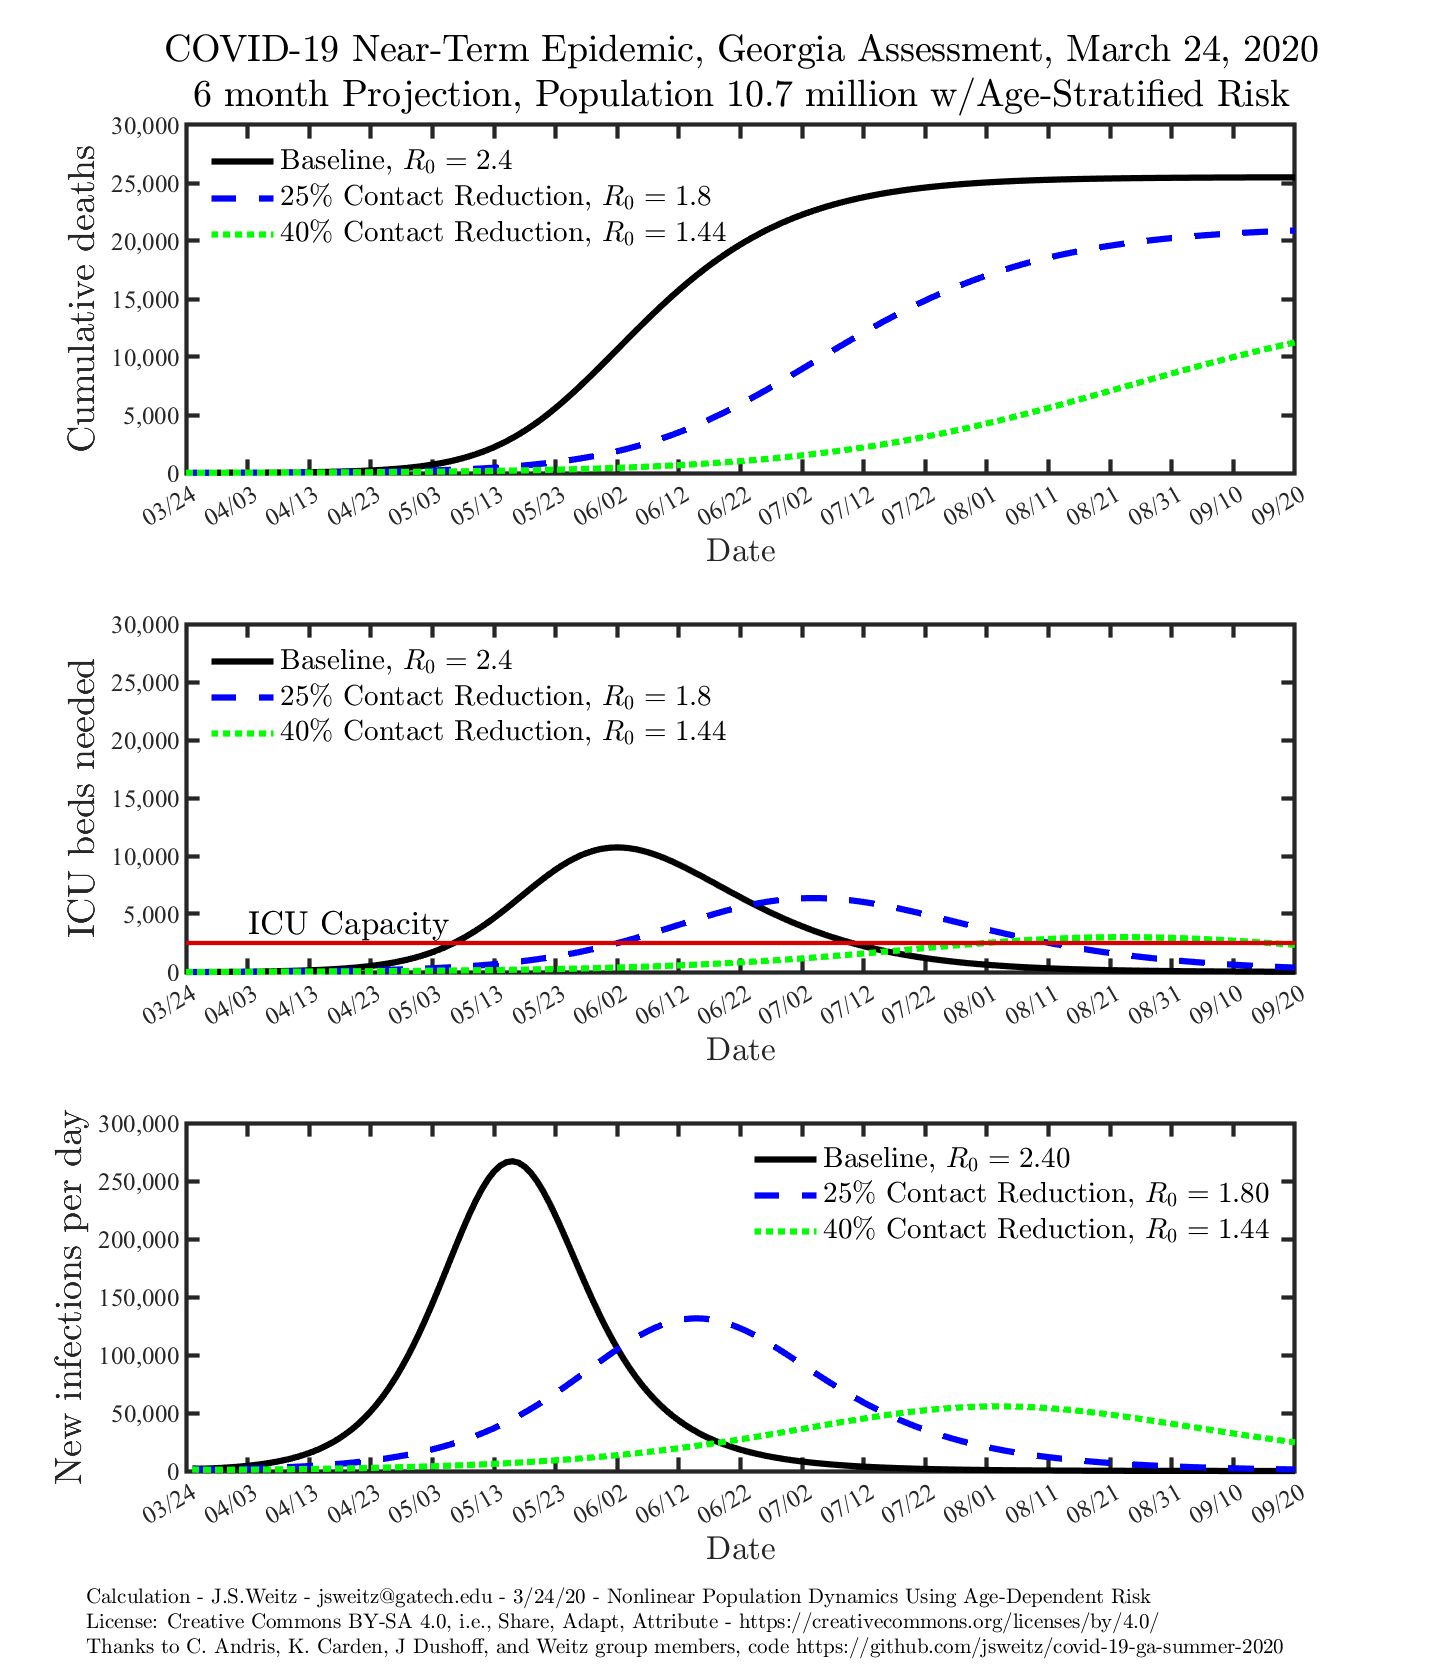 COVID-19 Near-Term Epidemic, Georgia Assessment, March 24, 2020
6 month Projection, Population 10.7 million w/Age-Stratified Risk
Cumulative deaths
30,000
25,000
20,000
15,000
10,000
5,000
0
Baseline, R₀ = 2.4
25% Contact Reduction, R₀ = 1.8
40% Contact Reduction, R₀ = 1.44
03/24 04/03 04/13 04/23 05/03 05/13 05/23 06/02 06/12 06/22 07/02 07/12 07/22 08/01 08/11 08/21 08/31 09/10 09/20
Date
ICU beds needed
30,000
25,000
20,000
15,000
10,000
5,000
0
Baseline, R₀ = 2.4
25% Contact Reduction, R₀ = 1.8
40% Contact Reduction, R₀ = 1.44
ICU Capacity
03/24 04/03 04/13 04/23 05/03 05/13 05/23 06/02 06/12 06/22 07/02 07/12 07/22 08/01 08/11 08/21 08/31 09/10 09/20
Date
New infections per day
300,000
250,000
200,000
150,000
100,000
50,000
0
Baseline, R₀ = 2.40
25% Contact Reduction, R₀ = 1.80
40% Contact Reduction, R₀ = 1.44
03/24 04/03 04/13 04/23 05/03 05/13 05/23 06/02 06/12 06/22 07/02 07/12 07/22 08/01 08/11 08/21 08/31 09/10 09/20
Date
Calculation - J.S.Weitz - jsweitz@gatech.edu - 3/24/20 - Nonlinear Population Dynamics Using Age-Dependent Risk
License: Creative Commons BY-SA 4.0, i.e., Share, Adapt, Attribute - https://creativecommons.org/licenses/by/4.0/
Thanks to C. Andris, K. Carden, J Dushoff, and Weitz group members, code https://github.com/jsweitz/covid-19-ga-summer-2020